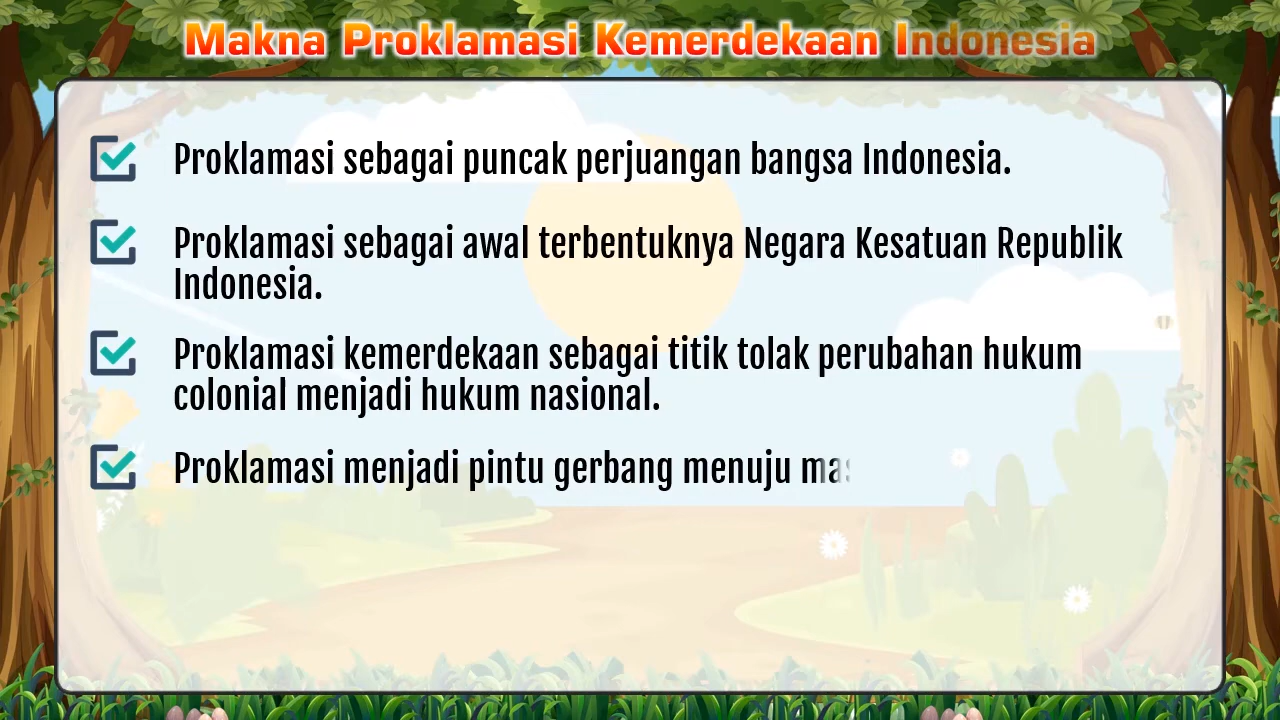 Makna Proklamasi Kemerdekaan Indonesia
Proklamasi sebagai puncak perjuangan bangsa Indonesia.
Proklamasi sebagai awal terbentuknya Negara Kesatuan Republik
Indonesia.
Proklamasi kemerdekaan sebagai titik tolak perubahan hukum
colonial menjadi hukum nasional.
Proklamasi menjadi pintu gerbang menuju